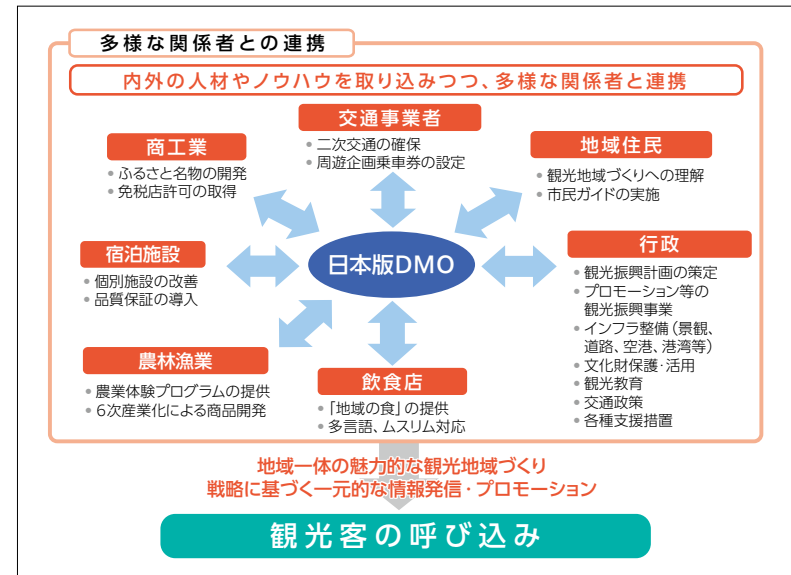 多様な関係者との連携
内外の人材やノウハウを取り込みつつ、多様な関係者と連携
交通事業者
• 二次交通の確保
• 周遊企画乗車券の設定
商工業
• ふるさと名物の開発
• 免税店許可の取得
地域住民
• 観光地域づくりへの理解
• 市民ガイドの実施
宿泊施設
• 個別施設の改善
• 品質保証の導入
日本版DMO
行政
• 観光振興計画の策定
• プロモーション等の
観光振興事業
• インフラ整備（景観、
道路、空港、港湾等）
• 文化財保護・活用
• 観光教育
• 交通政策
• 各種支援措置
農林漁業
• 農業体験プログラムの提供
• 6次産業化による商品開発
飲食店
• 「地域の食」の提供
• 多言語、ムスリム対応
地域一体の魅力的な観光地域づくり
戦略に基づく一元的な情報発信・プロモーション
観光客の呼び込み